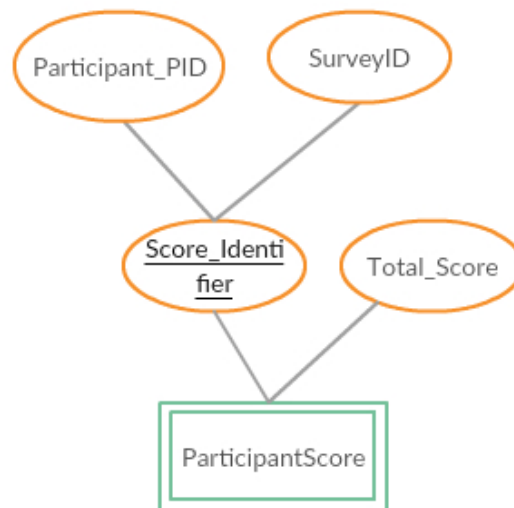 Participant_PID
SurveyID
Score_Identi
fier
Total_Score
ParticipantScore